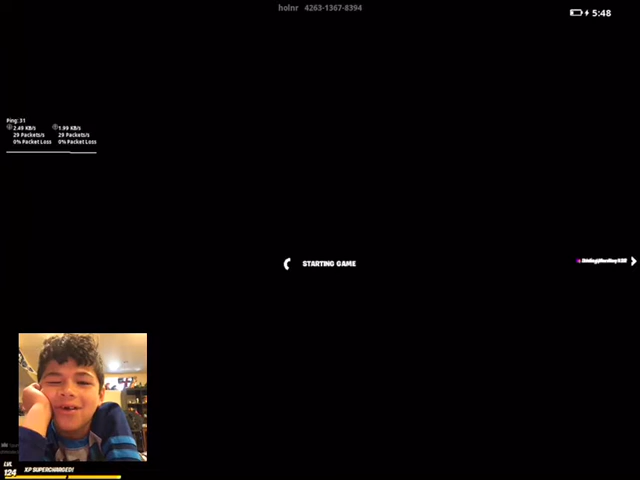 holnr 4263-1367-8394
5:48
Ping: 31
2.49 KB/s 1.99 KB/s
29 Packets/s 29 Packets/s
0% Packet Loss 0% Packet Loss
STARTING GAME
LVL
124 XP SUPERCHARGED!